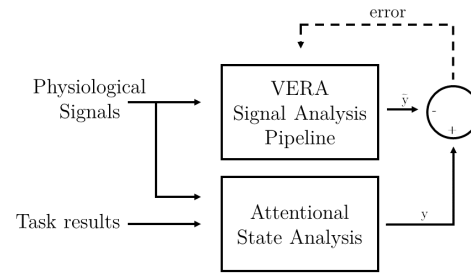 error
Physiological
Signals
VERA
Signal Analysis
Pipeline
ȳ
-
+
Task results
Attentional
State Analysis
y